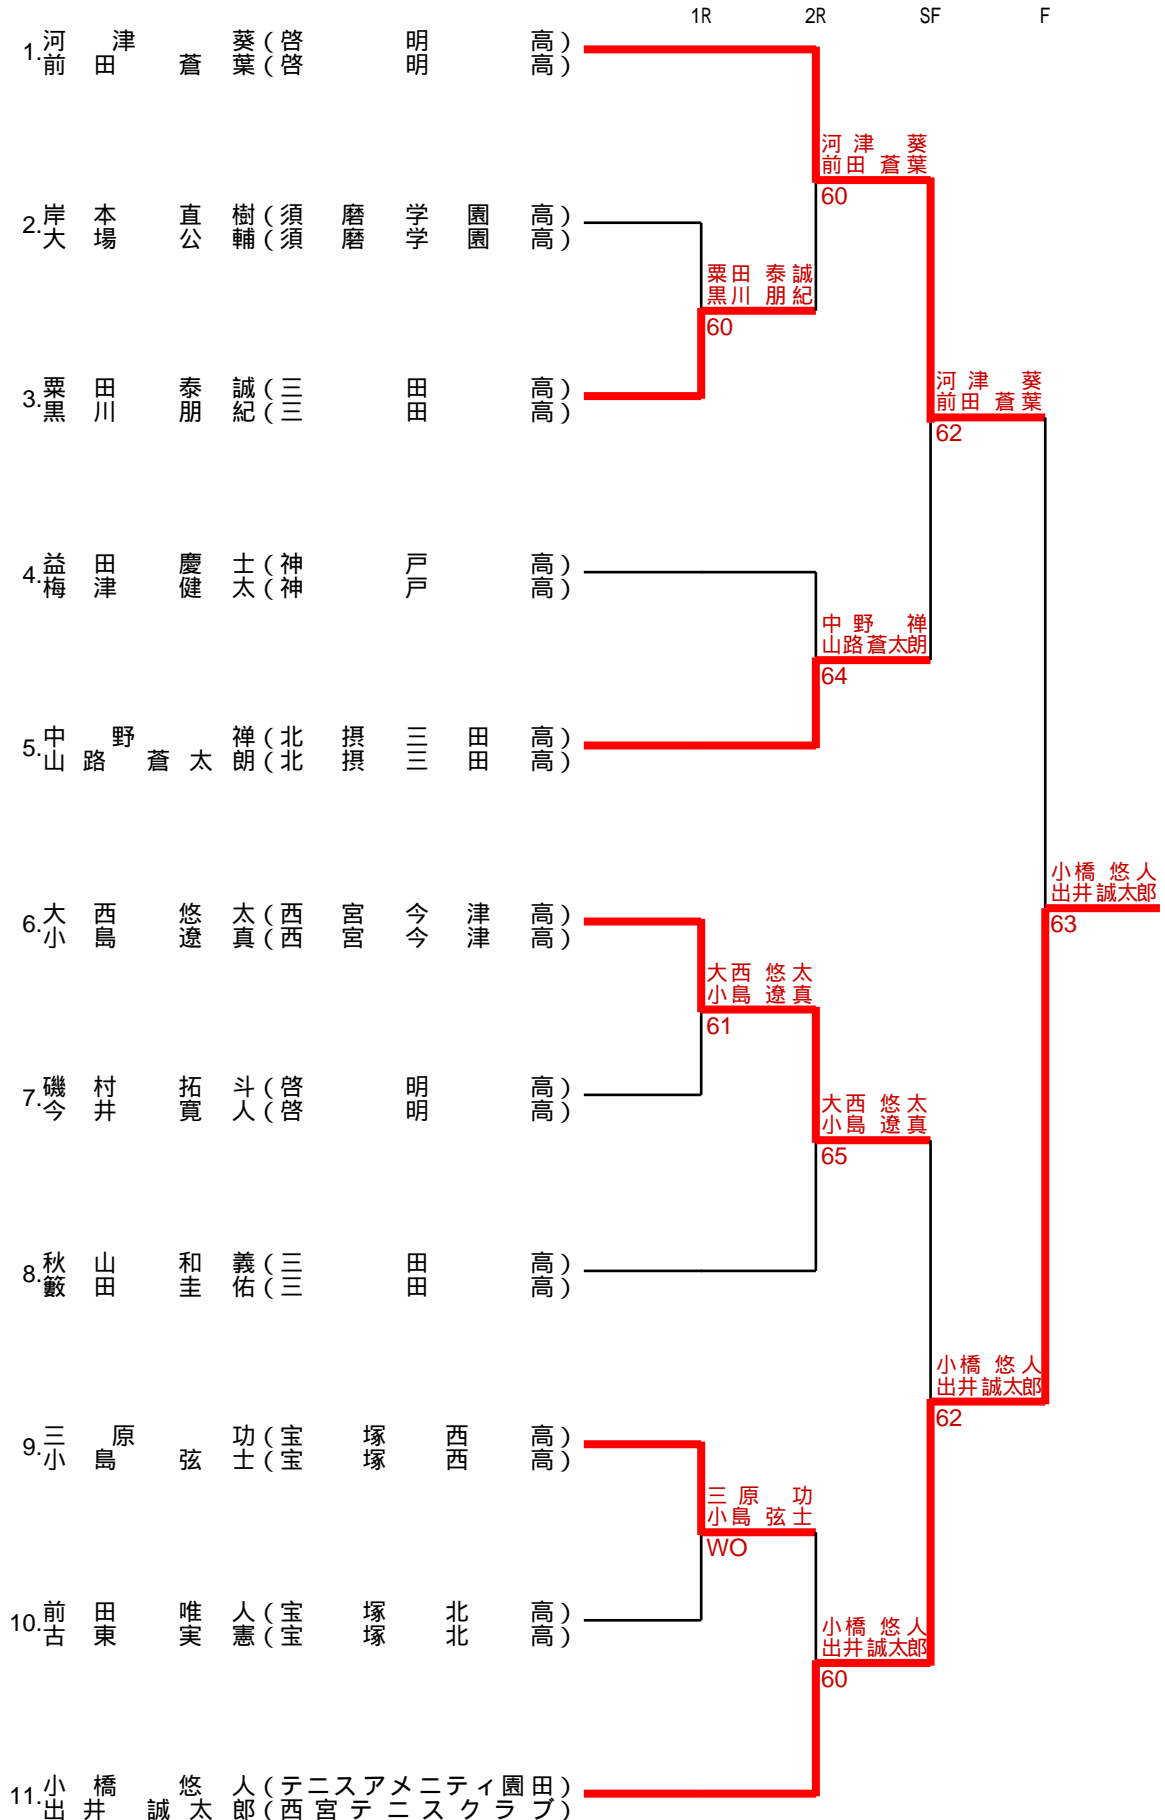 1R 2R SF F
1.河津 葵(啓明高)
前田 蒼葉(啓明高)
河津 葵
前田 蒼葉
60
2.岸本 直樹(須磨学園高)
大場 公輔(須磨学園高)
粟田 泰誠
黒川 朋紀
60
3.粟田 泰誠(三田高)
黒川 朋紀(三田高)
河津 葵
前田 蒼葉
62
4.益田 慶士(神戸高)
梅津 健太(神戸高)
中野 禅
山路 蒼太朗
64
5.中野 禅(北摂三田高)
山路 蒼太朗(北摂三田高)
小橋 悠人
出井 誠太郎
63
6.大西 悠太(西宮今津高)
小島 遼真(西宮今津高)
大西 悠太
小島 遼真
61
7.磯村 拓斗(啓明高)
今井 寛人(啓明高)
大西 悠太
小島 遼真
65
8.秋山 和義(三田高)
籔田 圭佑(三田高)
小橋 悠人
出井 誠太郎
62
9.三原 功(宝塚西高)
小島 弦士(宝塚西高)
三原 功
小島 弦士
WO
10.前田 唯人(宝塚北高)
古東 実憲(宝塚北高)
小橋 悠人
出井 誠太郎
60
11.小橋 悠人(テニスアメニティ園田)
出井 誠太郎(西宮テニスクラブ)